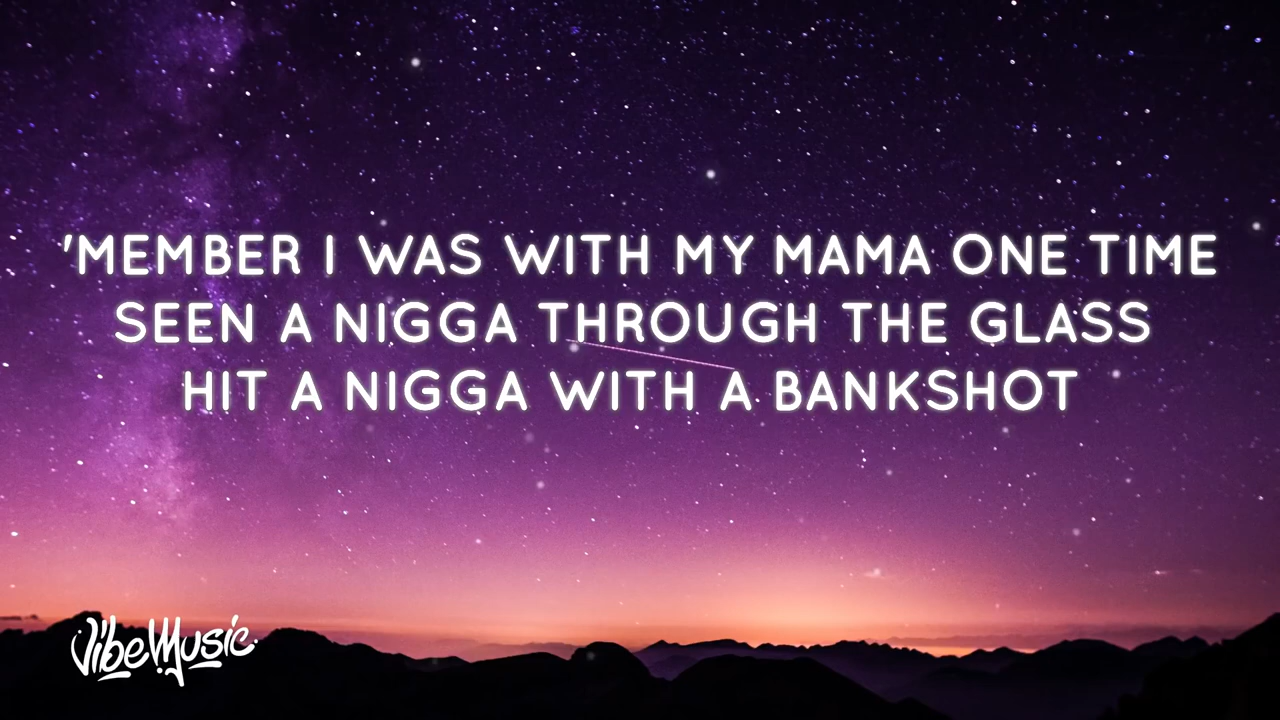 'MEMBER I WAS WITH MY MAMA ONE TIME
SEEN A NIGGA THROUGH THE GLASS
HIT A NIGGA WITH A BANKSHOT
VibeMusic